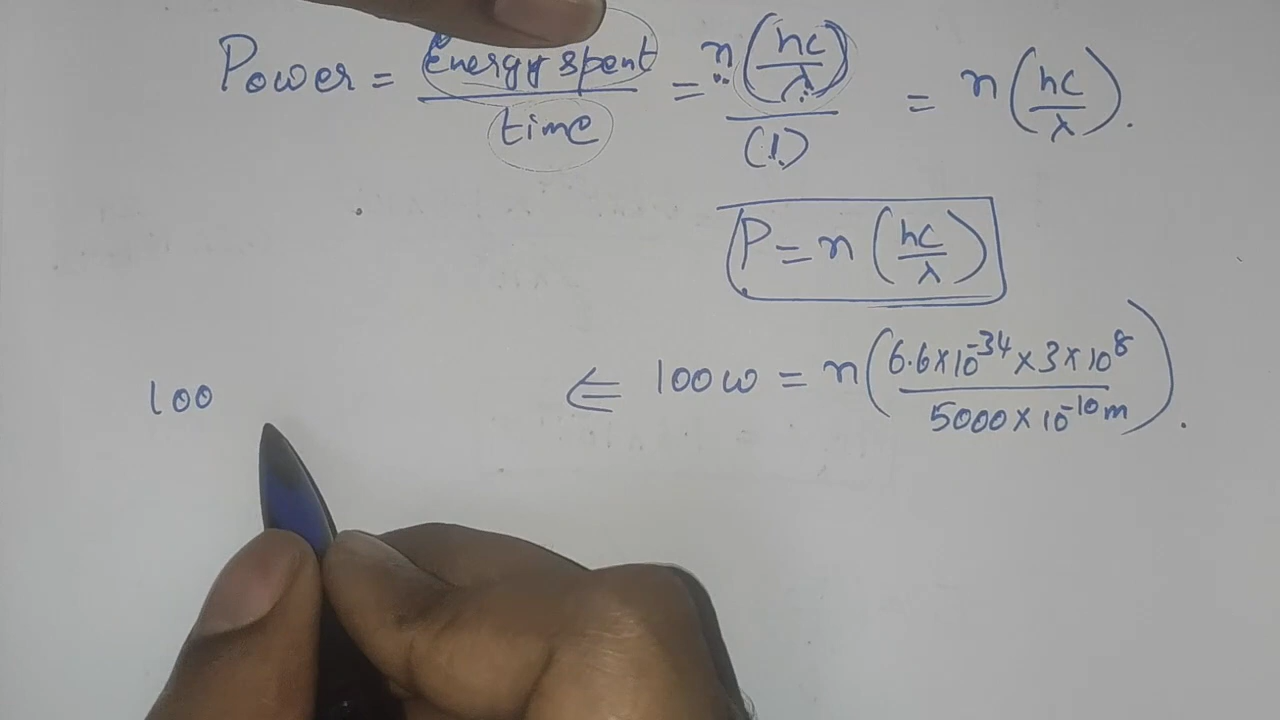 Power = Energy spent / time = n(hc/λ) / (1) = n(hc/λ).
P = n(hc/λ)
100 ⇐ 100w = n(6.6×10⁻³⁴×3×10⁸ / 5000×10⁻¹⁰m).